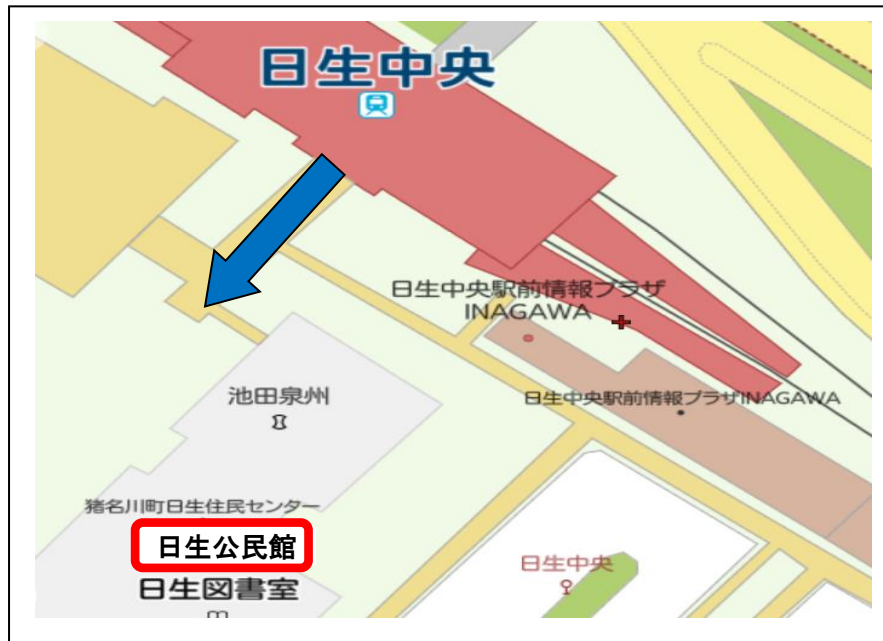 日生中央
日生中央駅前情報プラザ
INAGAWA
日生中央駅前情報プラザINAGAWA
池田泉州
猪名川町日生住民センター
日生公民館
日生中央
日生図書室